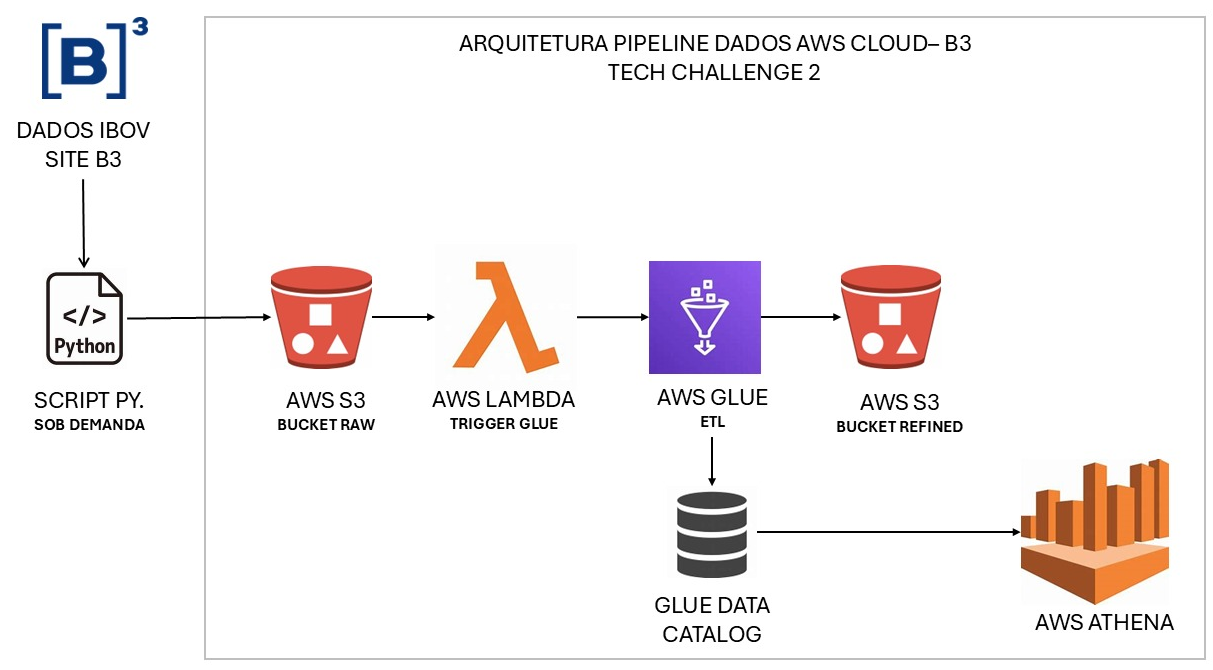 [B]³
ARQUITETURA PIPELINE DADOS AWS CLOUD– B3
TECH CHALLENGE 2
DADOS IBOV
SITE B3
</>
Python
SCRIPT PY.
SOB DEMANDA
AWS S3
BUCKET RAW
AWS LAMBDA
TRIGGER GLUE
AWS GLUE
ETL
AWS S3
BUCKET REFINED
GLUE DATA
CATALOG
AWS ATHENA